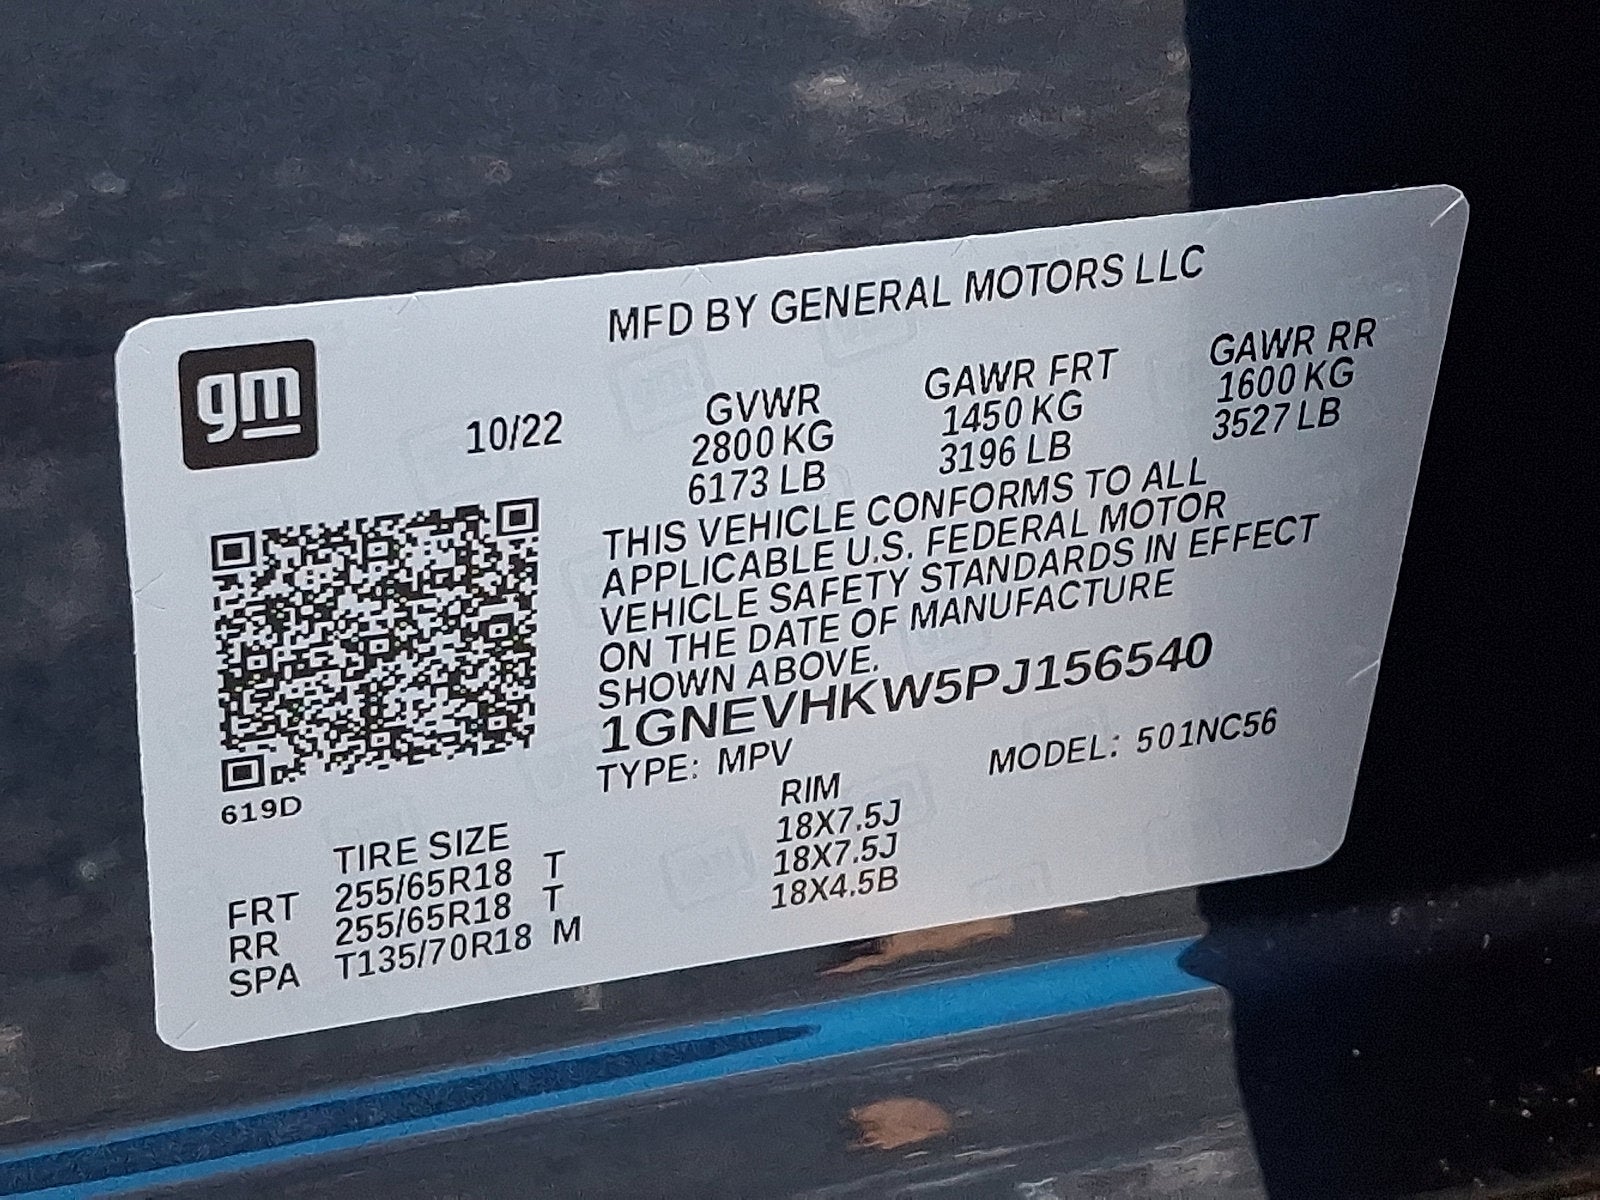 MFD BY GENERAL MOTORS LLC
gm
10/22
GVWR GAWR FRT GAWR RR
2800 KG 1450 KG 1600 KG
6173 LB 3196 LB 3527 LB
THIS VEHICLE CONFORMS TO ALL
APPLICABLE U.S. FEDERAL MOTOR
VEHICLE SAFETY STANDARDS IN EFFECT
ON THE DATE OF MANUFACTURE
SHOWN ABOVE.
1GNEVHKW5PJ156540
TYPE: MPV MODEL: 501NC56
619D
TIRE SIZE RIM
FRT 255/65R18 T 18X7.5J
RR 255/65R18 T 18X7.5J
SPA T135/70R18 M 18X4.5B